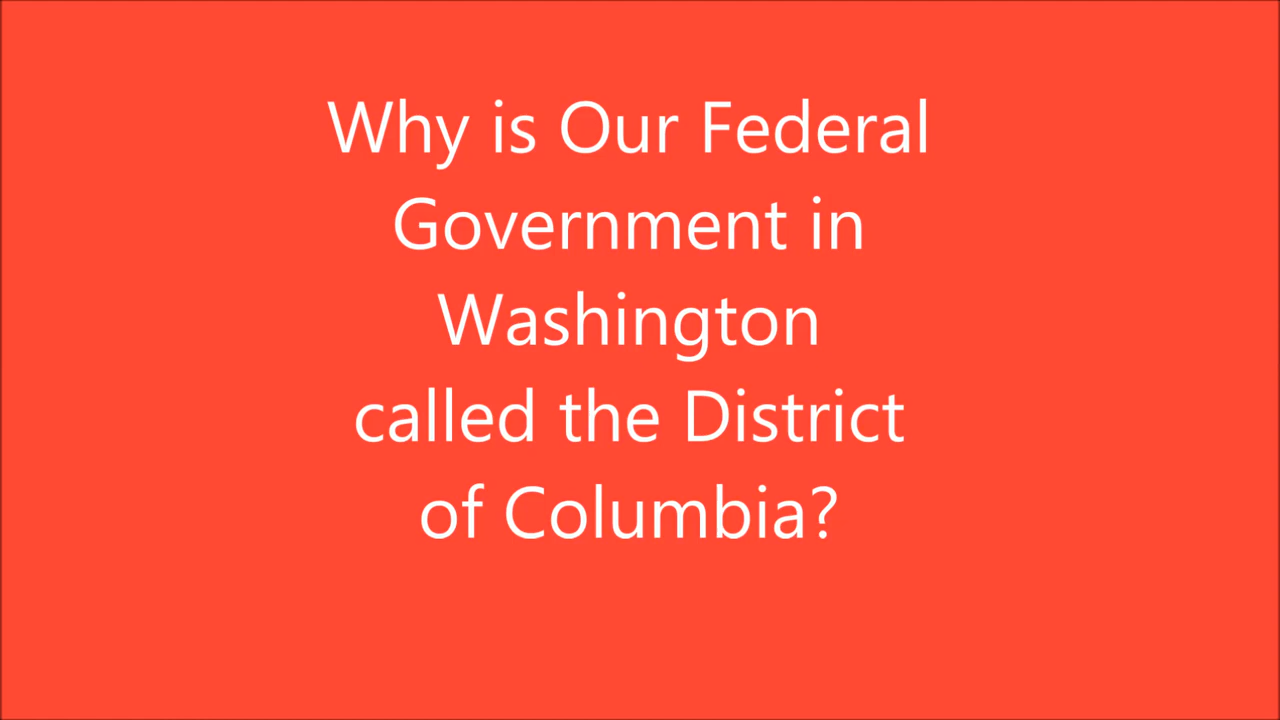 Why is Our Federal
Government in
Washington
called the District
of Columbia?